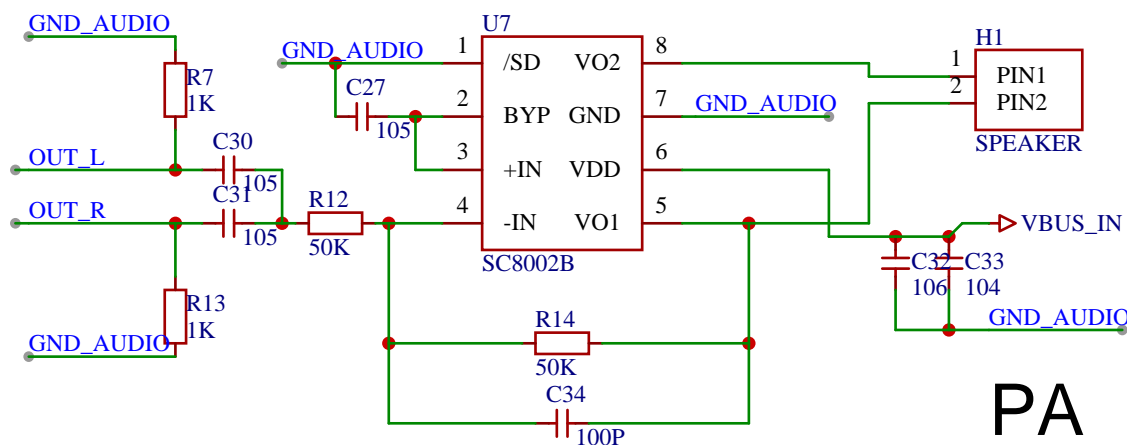 GND_AUDIO
R7
1K
OUT_L
C30
105
OUT_R
C31
105
R12
50K
R13
1K
GND_AUDIO
GND_AUDIO
C27
105
U7
1 /SD VO2 8
2 BYP GND 7
3 +IN VDD 6
4 -IN VO1 5
SC8002B
GND_AUDIO
H1
1 PIN1
2 PIN2
SPEAKER
VBUS_IN
C32
106
C33
104
GND_AUDIO
R14
50K
C34
100P
PA